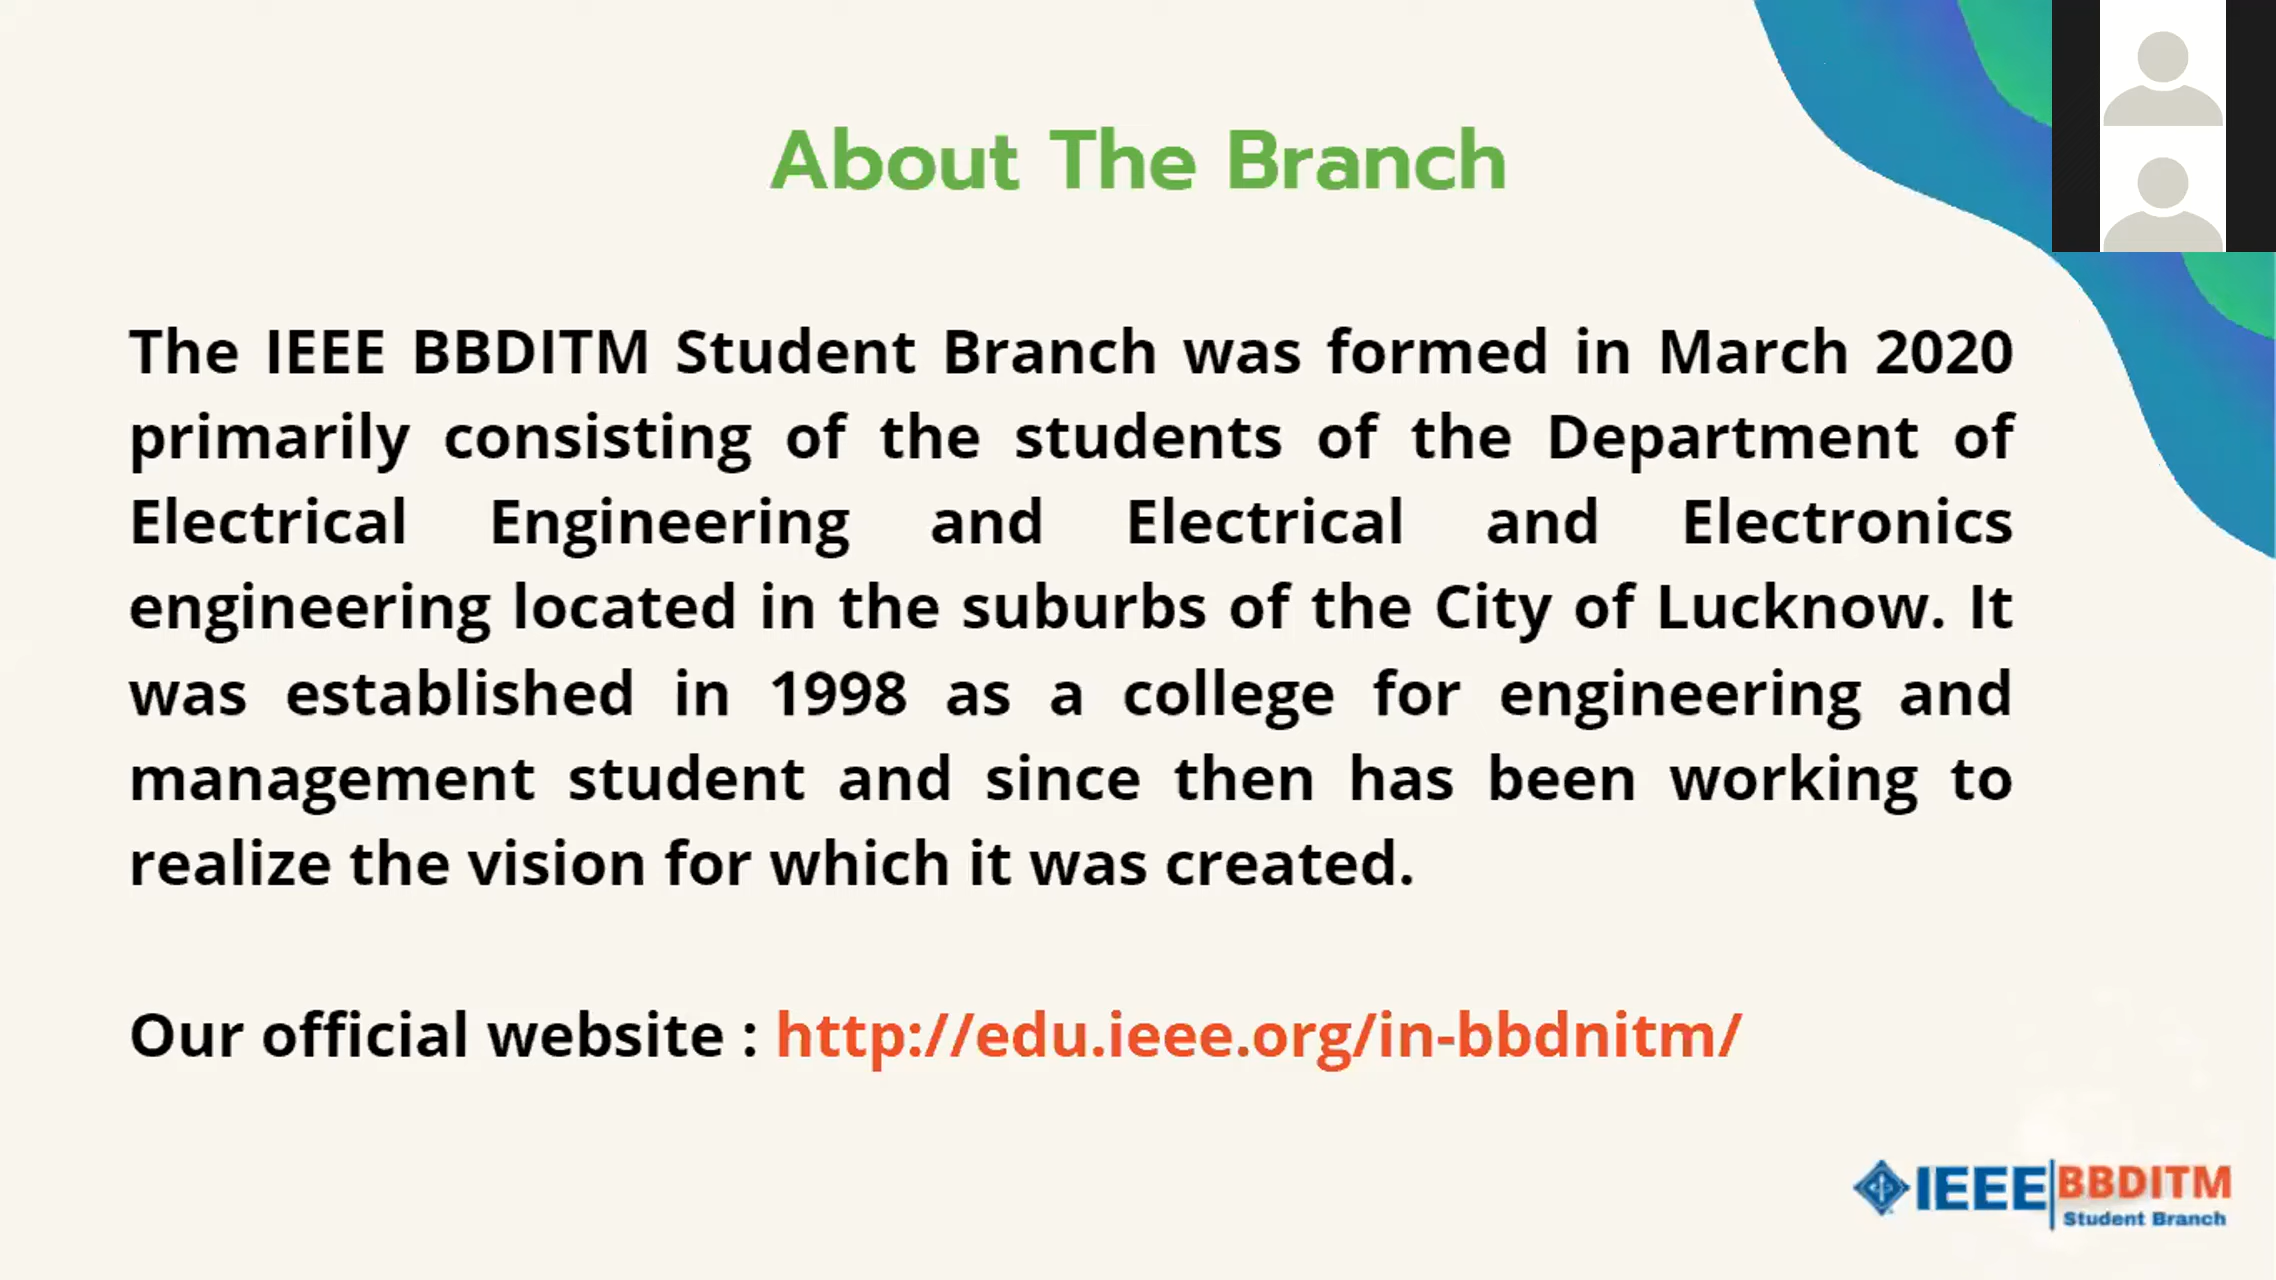 About The Branch
The IEEE BBDITM Student Branch was formed in March 2020
primarily consisting of the students of the Department of
Electrical Engineering and Electrical and Electronics
engineering located in the suburbs of the City of Lucknow. It
was established in 1998 as a college for engineering and
management student and since then has been working to
realize the vision for which it was created.
Our official website : http://edu.ieee.org/in-bbdnitm/
IEEE BBDITM
Student Branch